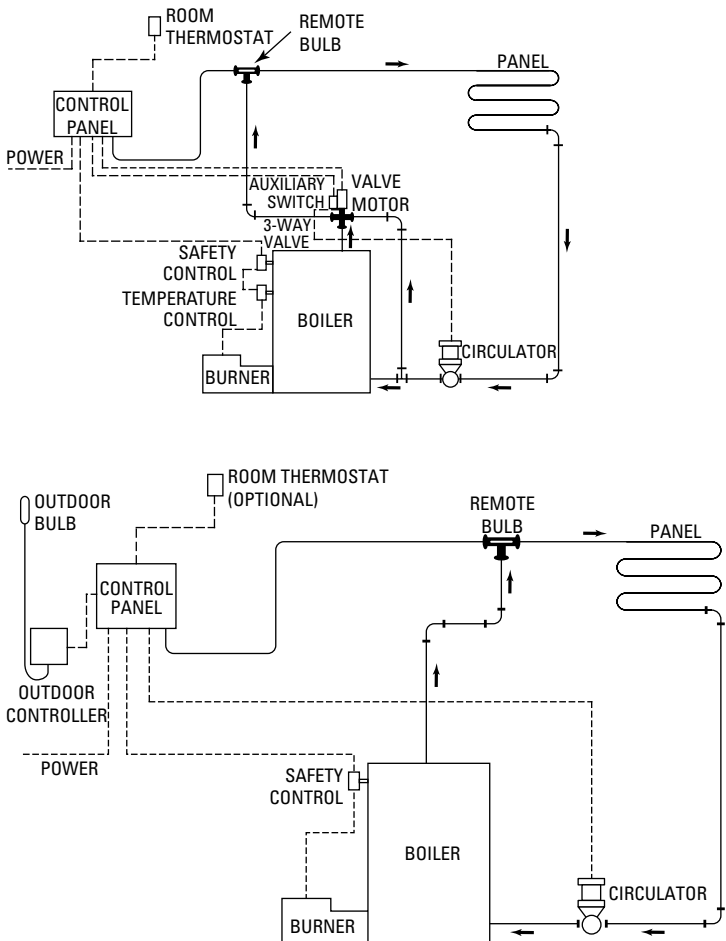 ROOM
THERMOSTAT
REMOTE
BULB
PANEL
CONTROL
PANEL
POWER
AUXILIARY
SWITCH
VALVE
MOTOR
3-WAY
VALVE
SAFETY
CONTROL
TEMPERATURE
CONTROL
BOILER
CIRCULATOR
BURNER
ROOM THERMOSTAT
(OPTIONAL)
OUTDOOR
BULB
REMOTE
BULB
PANEL
CONTROL
PANEL
OUTDOOR
CONTROLLER
POWER
SAFETY
CONTROL
BOILER
CIRCULATOR
BURNER